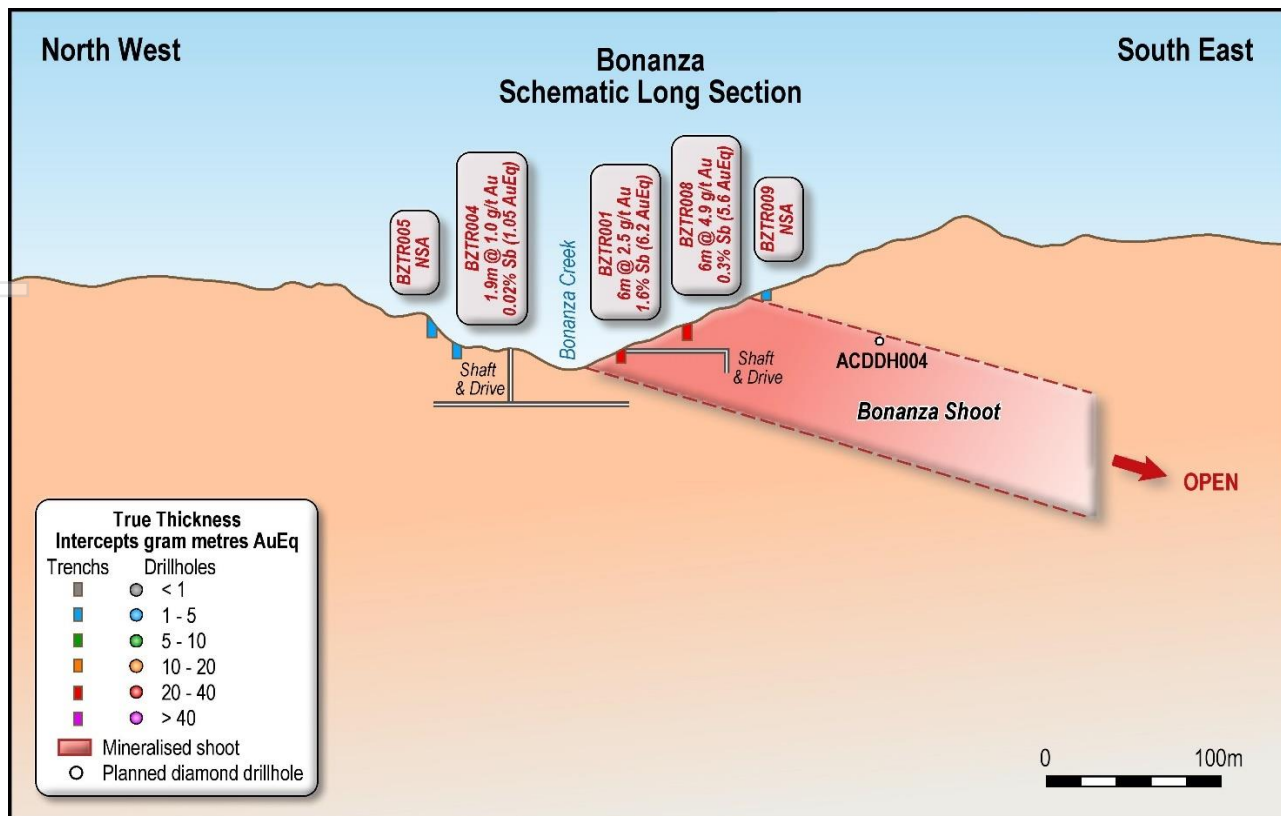 North West
Bonanza
Schematic Long Section
South East
BZTR005
NSA
BZTR004
1.9m @ 1.0 g/t Au
0.02% Sb (1.05 AuEq)
Bonanza Creek
BZTR001
6m @ 2.5 g/t Au
1.6% Sb (6.2 AuEq)
BZTR008
6m @ 4.9 g/t Au
0.3% Sb (5.6 AuEq)
BZTR009
NSA
Shaft
& Drive
Shaft
& Drive
ACDDH004
Bonanza Shoot
OPEN
True Thickness
Intercepts gram metres AuEq
Trenchs Drillholes
< 1
1 - 5
5 - 10
10 - 20
20 - 40
> 40
Mineralised shoot
Planned diamond drillhole
0 100m